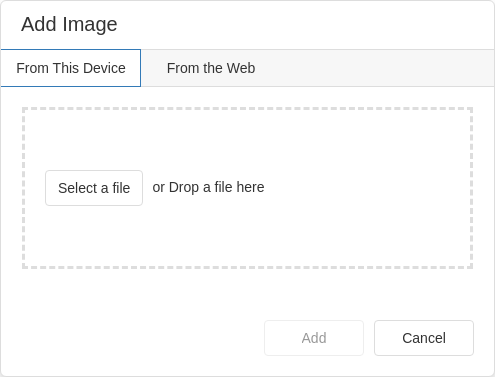 Add Image
From This Device
From the Web
Select a file or Drop a file here
Add
Cancel